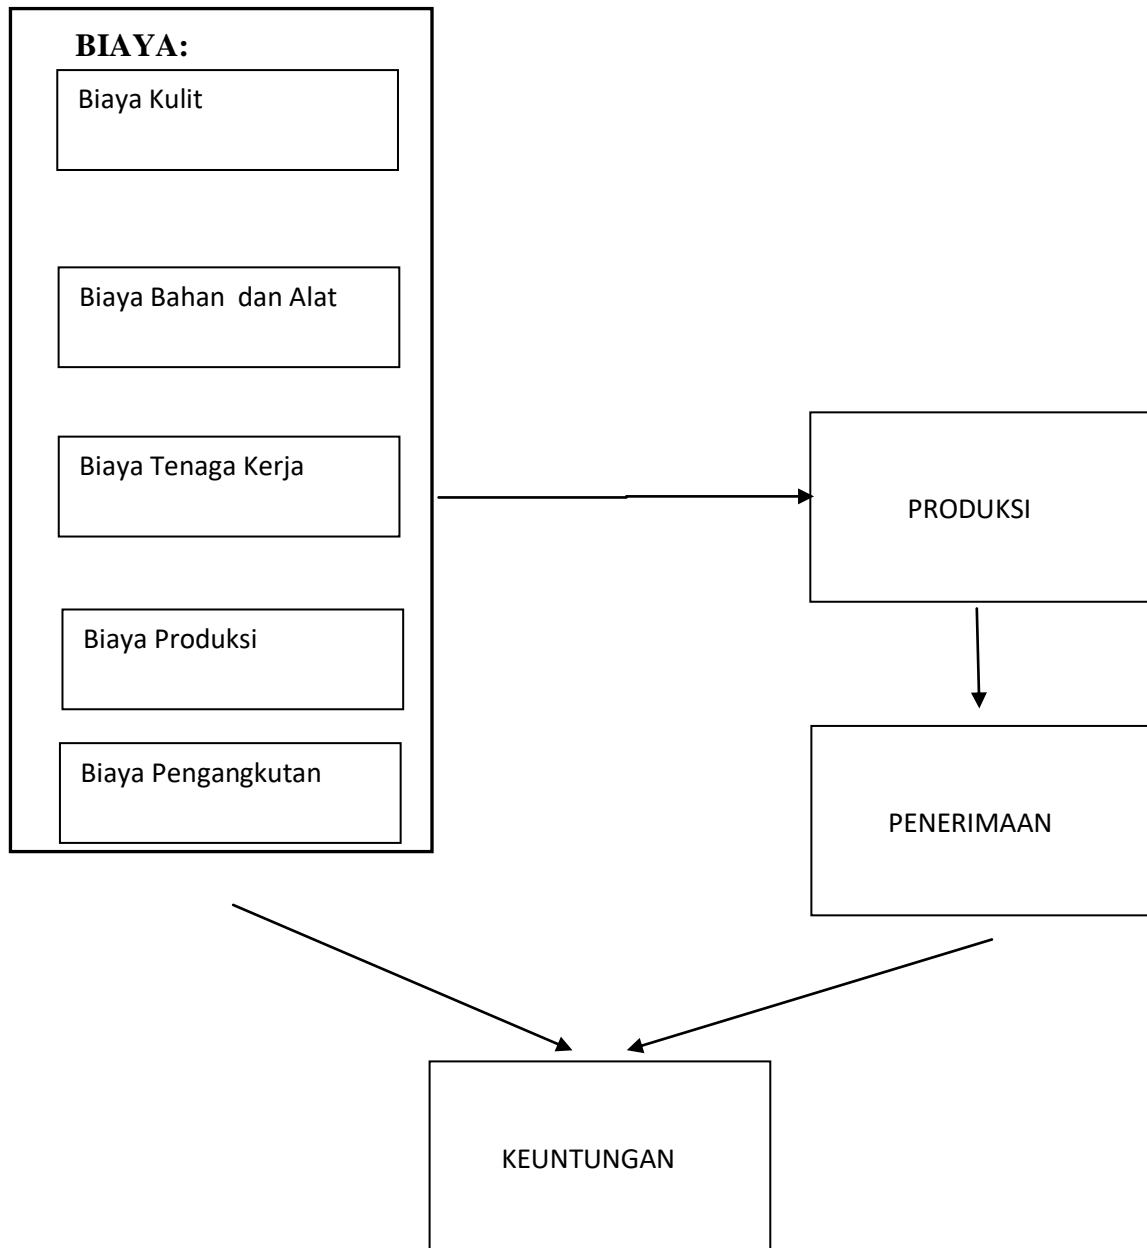 BIAYA:
Biaya Kulit
Biaya Bahan  dan Alat
Biaya Tenaga Kerja
PRODUKSI
Biaya Produksi
Biaya Pengangkutan
PENERIMAAN
KEUNTUNGAN